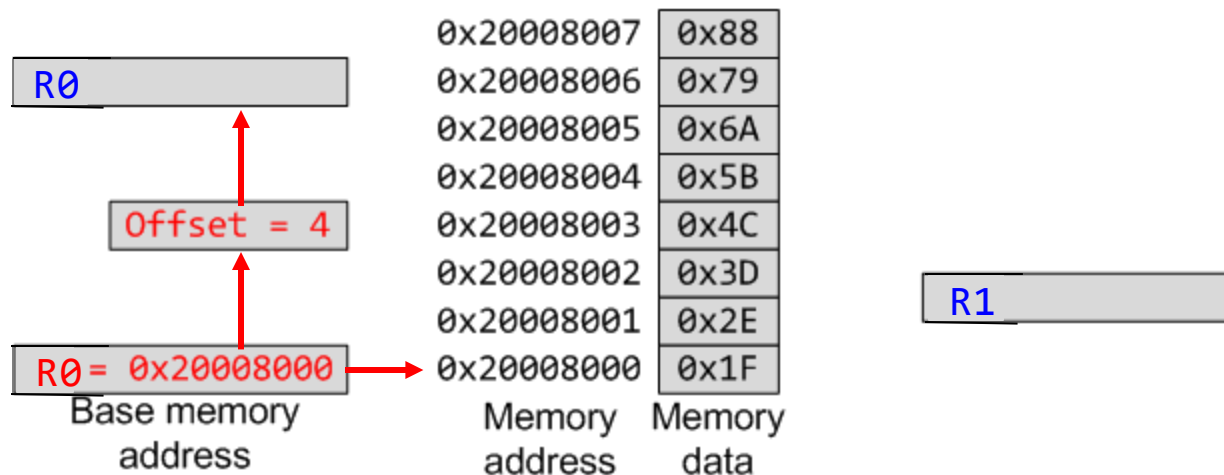 R0
Offset = 4
R0 = 0x20008000
Base memory
address
0x20008007 0x88
0x20008006 0x79
0x20008005 0x6A
0x20008004 0x5B
0x20008003 0x4C
0x20008002 0x3D
0x20008001 0x2E
0x20008000 0x1F
Memory address
Memory data
R1